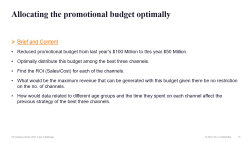 Allocating the promotional budget optimally
Brief and Context
Reduced promotional budget from last year's $100 Million to this year $50 Million.
Optimally distribute this budget among the best three channels.
Find the ROI (Sales/Cost) for each of the channels.
What would be the maximum revenue that can be generated with this budget given there be no restriction
on the no. of channels.
How would data related to different age groups and the time they spent on each channel affect the
previous strategy of the best three channels.